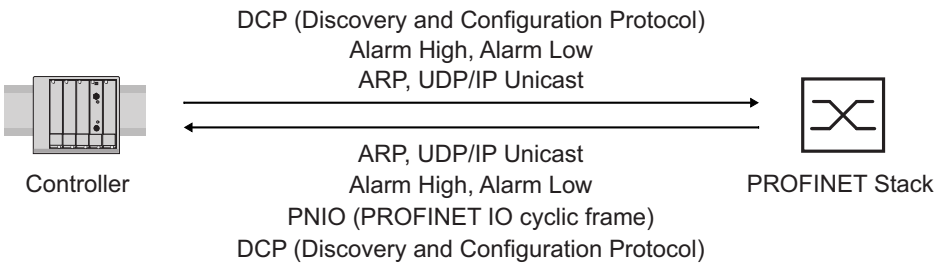 DCP (Discovery and Configuration Protocol)
Alarm High, Alarm Low
ARP, UDP/IP Unicast
ARP, UDP/IP Unicast
Controller
Alarm High, Alarm Low
PROFINET Stack
PNIO (PROFINET IO cyclic frame)
DCP (Discovery and Configuration Protocol)